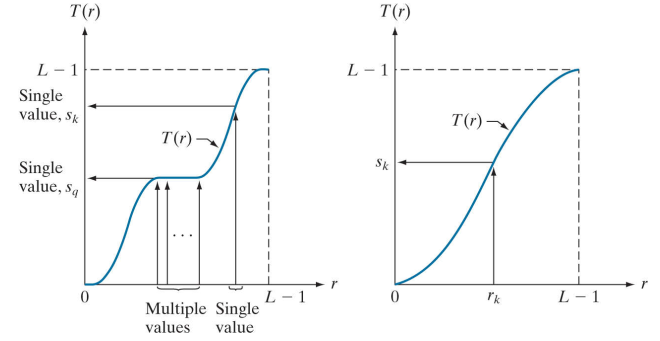 T(r)
L − 1
Single
value, s_k
T(r)
Single
value, s_q
. . .
0
L − 1
r
Multiple
values
Single
value
T(r)
L − 1
T(r)
s_k
0
r_k
L − 1
r